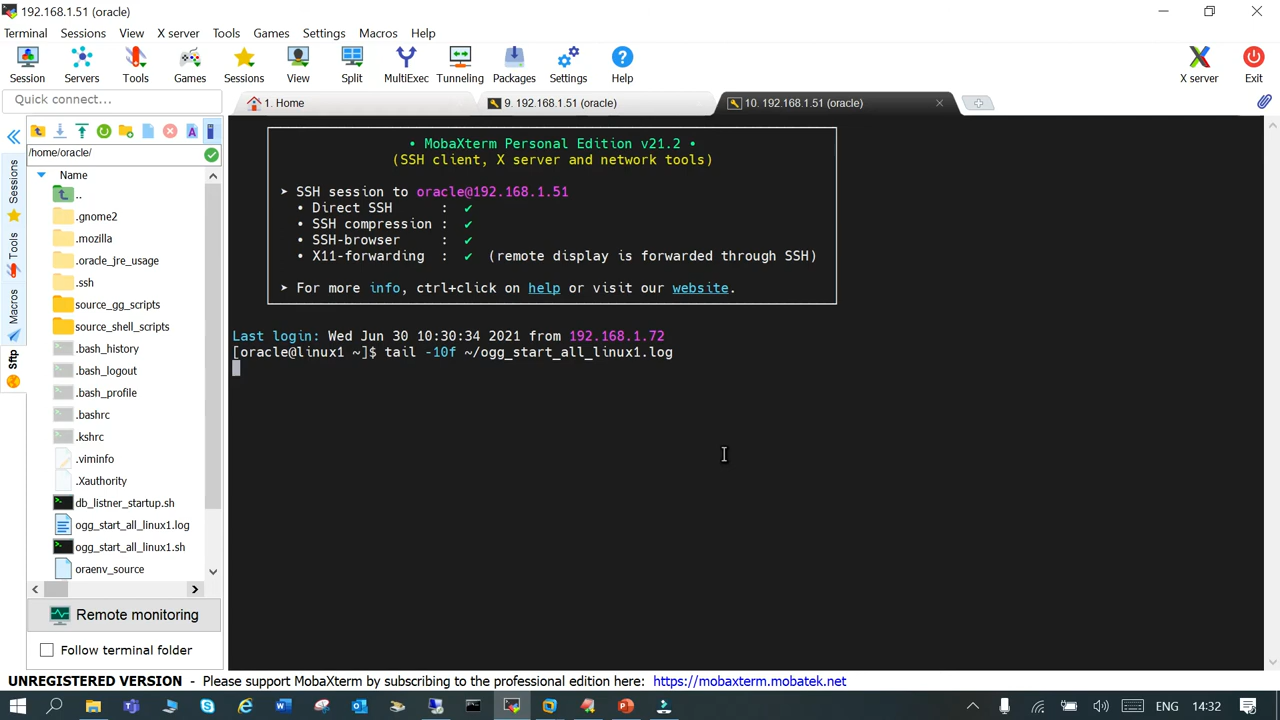 192.168.1.51 (oracle)
Terminal Sessions View X server Tools Games Settings Macros Help
Session Servers Tools Games Sessions View Split MultiExec Tunneling Packages Settings Help X server Exit
Quick connect...
1. Home
9. 192.168.1.51 (oracle)
10. 192.168.1.51 (oracle)
/home/oracle/
Name
..
.gnome2
.mozilla
.oracle_jre_usage
.ssh
source_gg_scripts
source_shell_scripts
.bash_history
.bash_logout
.bash_profile
.bashrc
.kshrc
.viminfo
.Xauthority
db_listner_startup.sh
ogg_start_all_linux1.log
ogg_start_all_linux1.sh
oraenv_source
Sessions
Tools
Macros
Sftp
Remote monitoring
Follow terminal folder
• MobaXterm Personal Edition v21.2 •
(SSH client, X server and network tools)
➤ SSH session to oracle@192.168.1.51
• Direct SSH : ✔
• SSH compression : ✔
• SSH-browser : ✔
• X11-forwarding : ✔ (remote display is forwarded through SSH)
➤ For more info, ctrl+click on help or visit our website.
Last login: Wed Jun 30 10:30:34 2021 from 192.168.1.72
[oracle@linux1 ~]$ tail -10f ~/ogg_start_all_linux1.log
UNREGISTERED VERSION - Please support MobaXterm by subscribing to the professional edition here: https://mobaxterm.mobatek.net
ENG 14:32